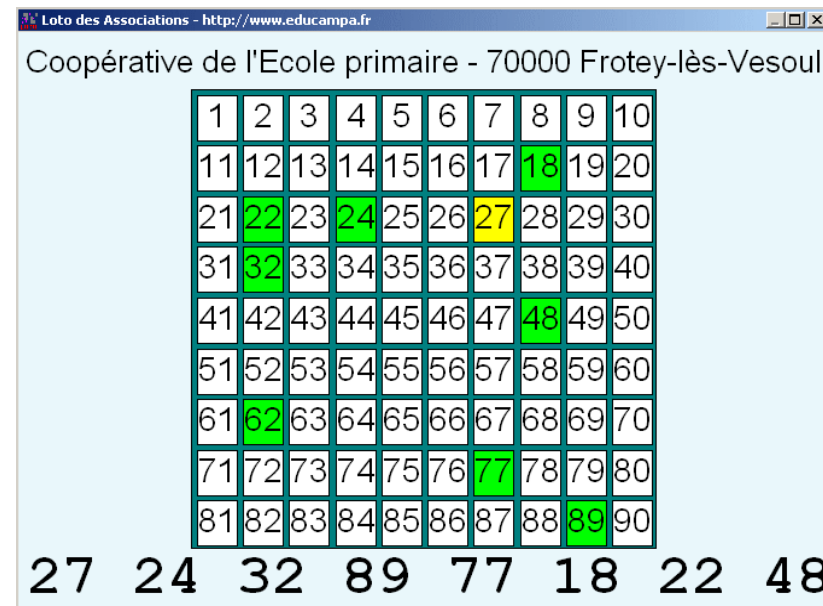 Loto des Associations - http://www.educampa.fr
Coopérative de l'Ecole primaire - 70000 Frotey-lès-Vesoul
1 2 3 4 5 6 7 8 9 10
11 12 13 14 15 16 17 18 19 20
21 22 23 24 25 26 27 28 29 30
31 32 33 34 35 36 37 38 39 40
41 42 43 44 45 46 47 48 49 50
51 52 53 54 55 56 57 58 59 60
61 62 63 64 65 66 67 68 69 70
71 72 73 74 75 76 77 78 79 80
81 82 83 84 85 86 87 88 89 90
27 24 32 89 77 18 22 48